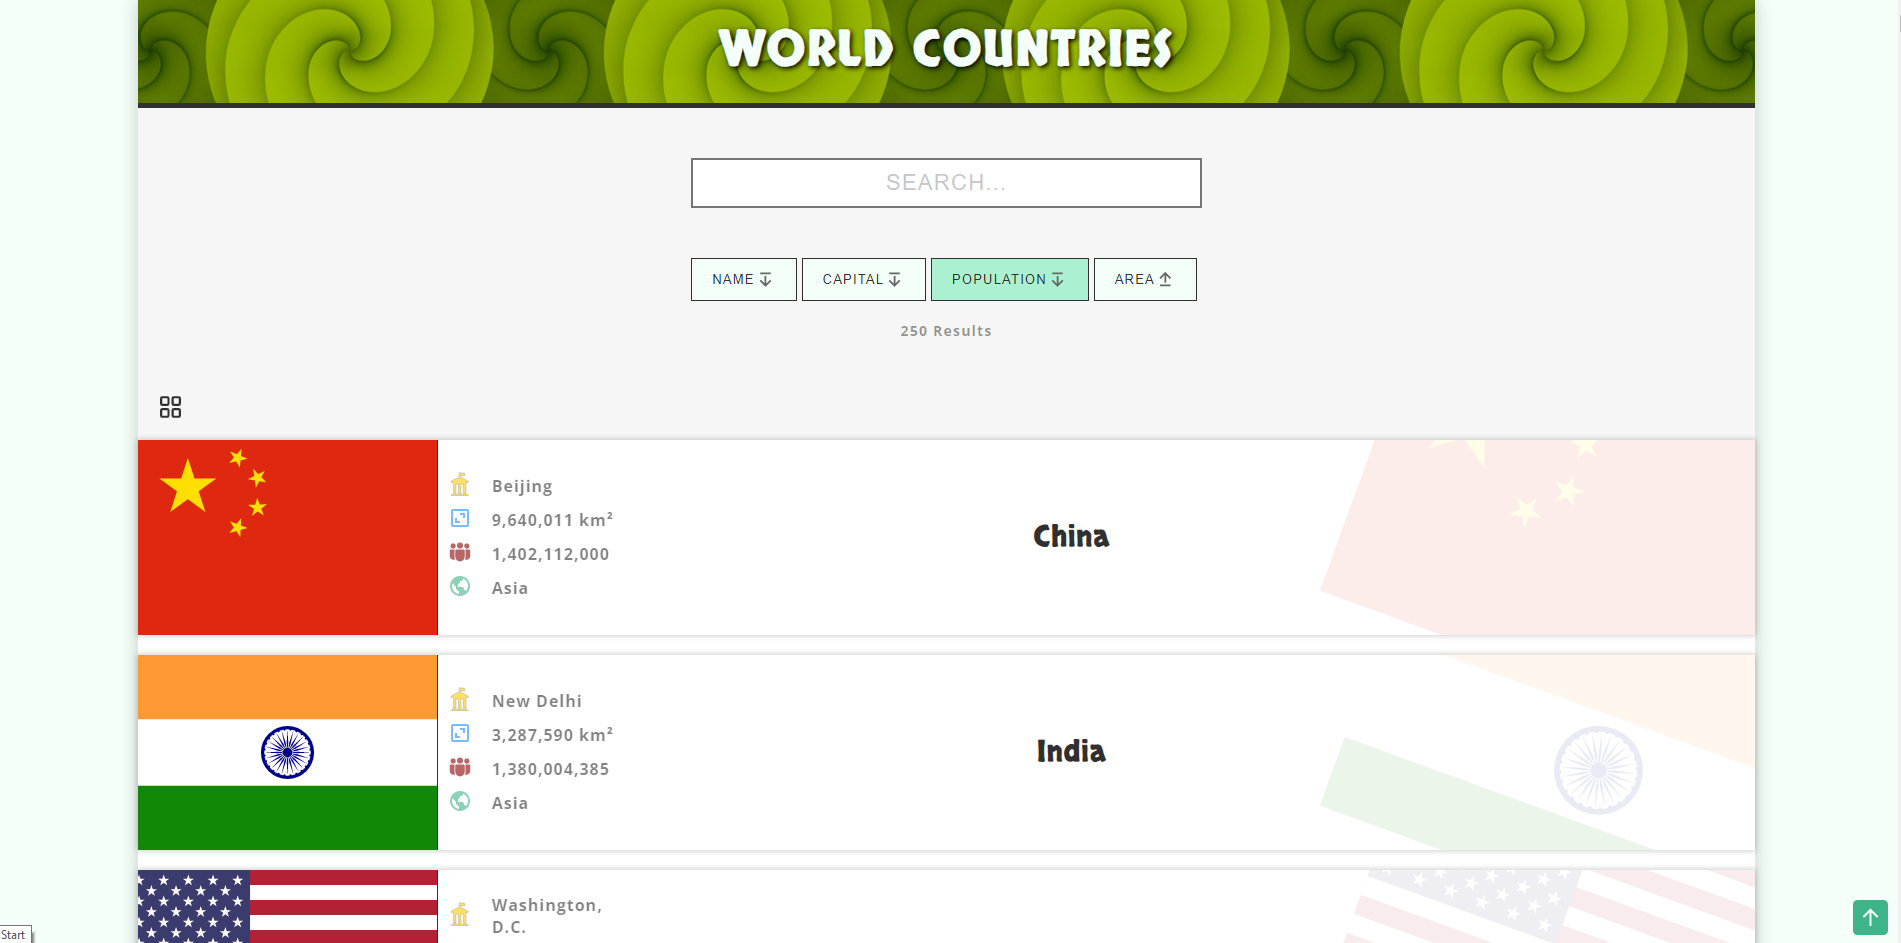 WORLD COUNTRIES
SEARCH...
NAME
CAPITAL
POPULATION
AREA
250 Results
Beijing
9,640,011 km²
1,402,112,000
Asia
China
New Delhi
3,287,590 km²
1,380,004,385
Asia
India
Washington,
D.C.
Start